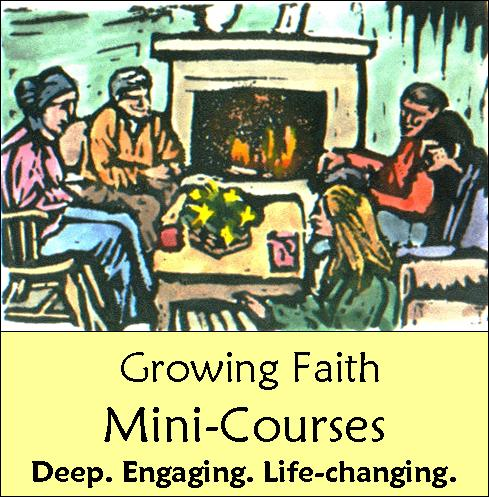 Growing Faith
Mini-Courses
Deep. Engaging. Life-changing.